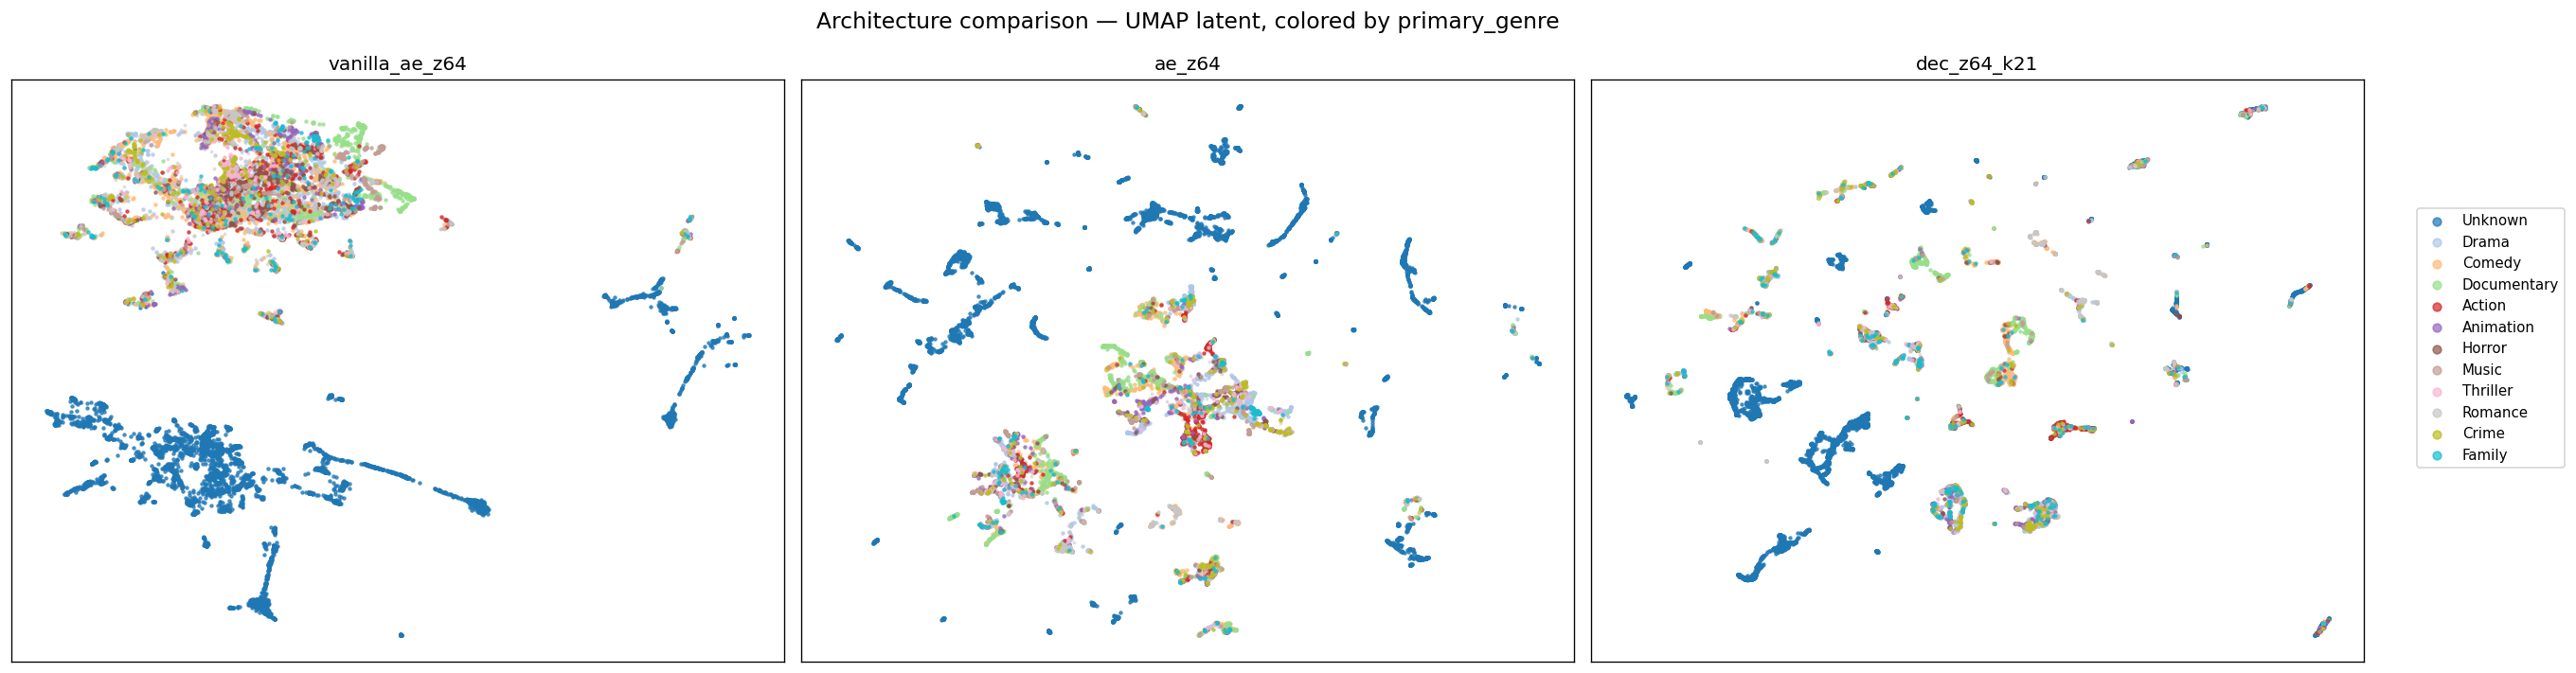 Architecture comparison — UMAP latent, colored by primary_genre
vanilla_ae_z64
ae_z64
dec_z64_k21
Unknown
Drama
Comedy
Documentary
Action
Animation
Horror
Music
Thriller
Romance
Crime
Family